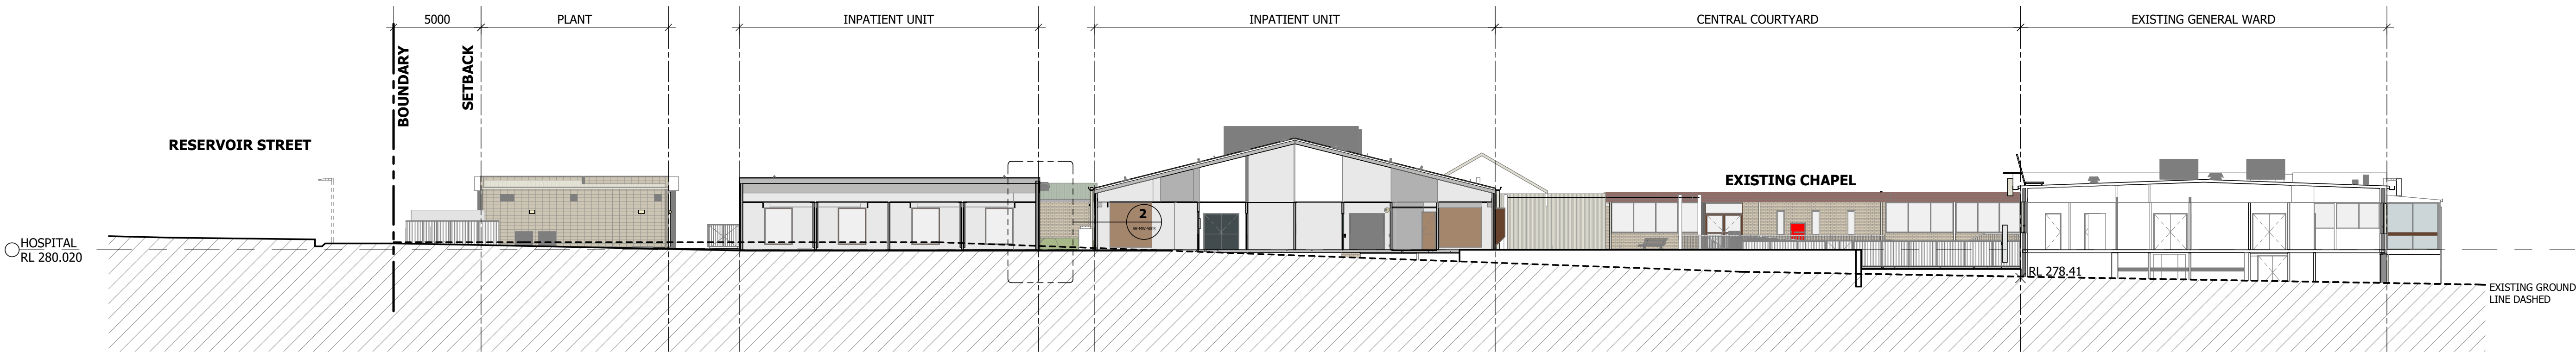 5000
PLANT
INPATIENT UNIT
INPATIENT UNIT
CENTRAL COURTYARD
EXISTING GENERAL WARD
BOUNDARY
SETBACK
RESERVOIR STREET
EXISTING CHAPEL
2
HOSPITAL
RL 280.020
RL 278.41
EXISTING GROUND
LINE DASHED